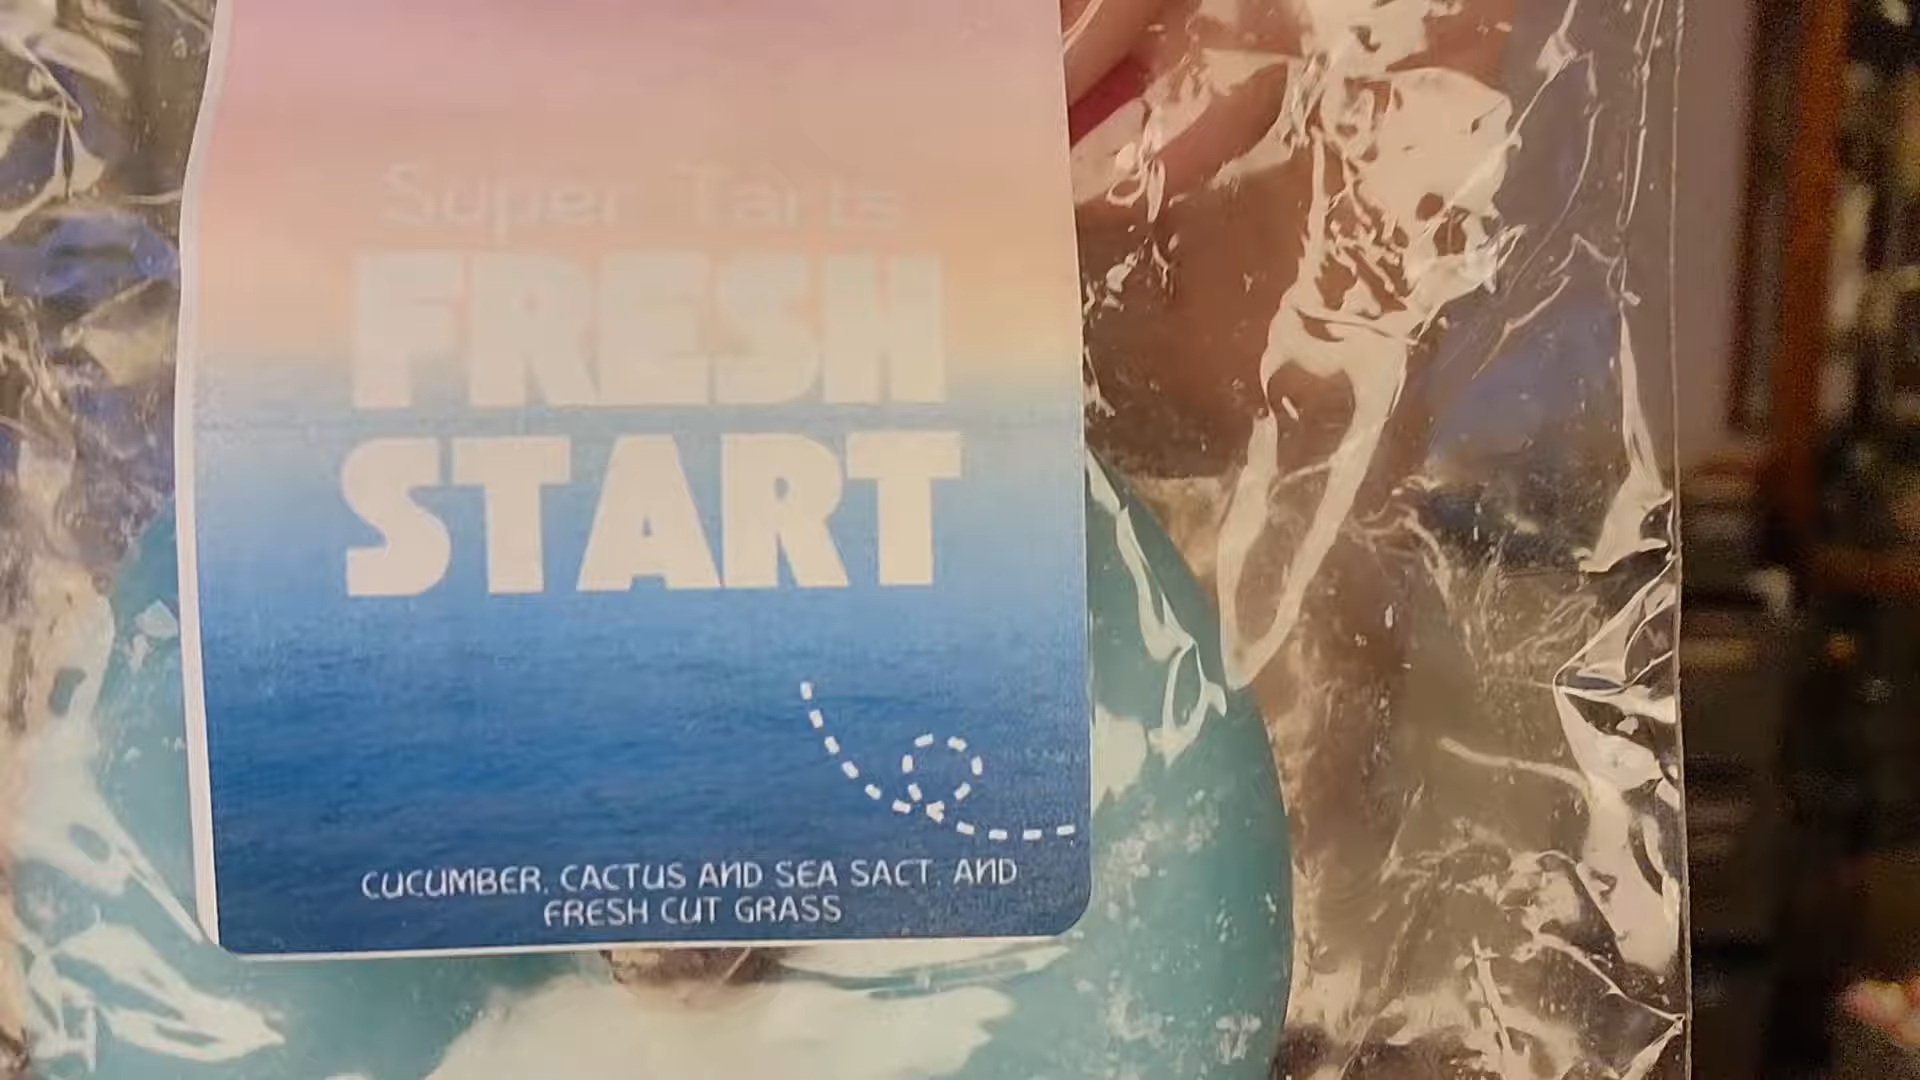 Super Tarts
FRESH
START
CUCUMBER, CACTUS AND SEA SACT, AND
FRESH CUT GRASS